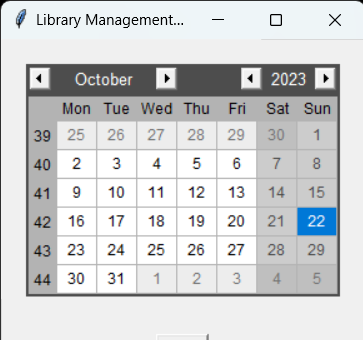 Library Management...
October 2023
Mon Tue Wed Thu Fri Sat Sun
39 25 26 27 28 29 30 1
40 2 3 4 5 6 7 8
41 9 10 11 12 13 14 15
42 16 17 18 19 20 21 22
43 23 24 25 26 27 28 29
44 30 31 1 2 3 4 5